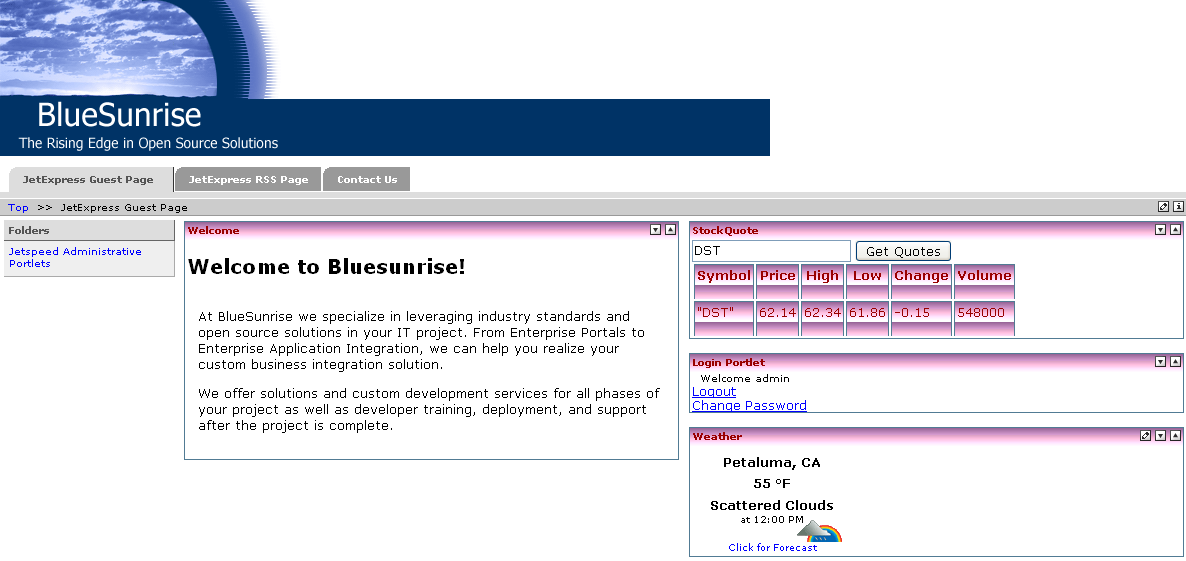 BlueSunrise
The Rising Edge in Open Source Solutions
JetExpress Guest Page
JetExpress RSS Page
Contact Us
Top >> JetExpress Guest Page
Folders
Jetspeed Administrative
Portlets
Welcome
Welcome to Bluesunrise!
At BlueSunrise we specialize in leveraging industry standards and
open source solutions in your IT project. From Enterprise Portals to
Enterprise Application Integration, we can help you realize your
custom business integration solution.
We offer solutions and custom development services for all phases of
your project as well as developer training, deployment, and support
after the project is complete.
StockQuote
DST Get Quotes
Symbol Price High Low Change Volume
"DST" 62.14 62.34 61.86 -0.15 548000
Login Portlet
Welcome admin
Logout
Change Password
Weather
Petaluma, CA
55 °F
Scattered Clouds
at 12:00 PM
Click for Forecast